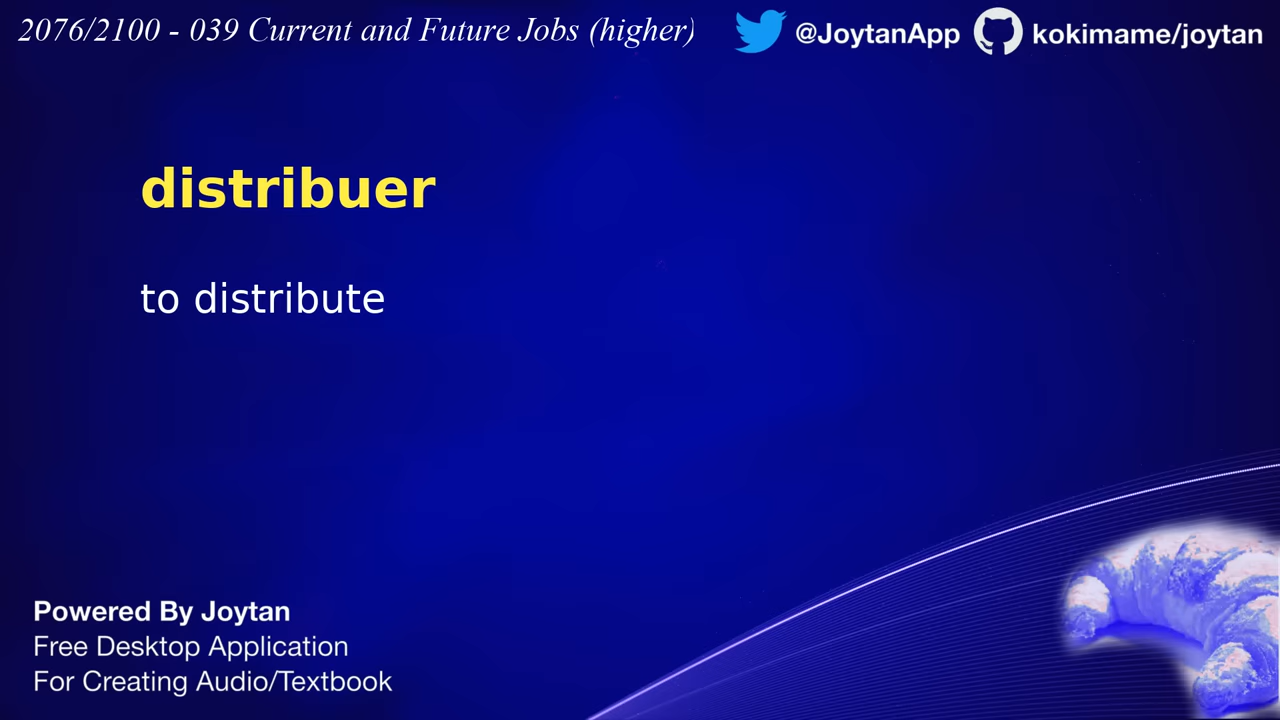 2076/2100 - 039 Current and Future Jobs (higher)
@JoytanApp
kokimame/joytan
distribuer
to distribute
Powered By Joytan
Free Desktop Application
For Creating Audio/Textbook